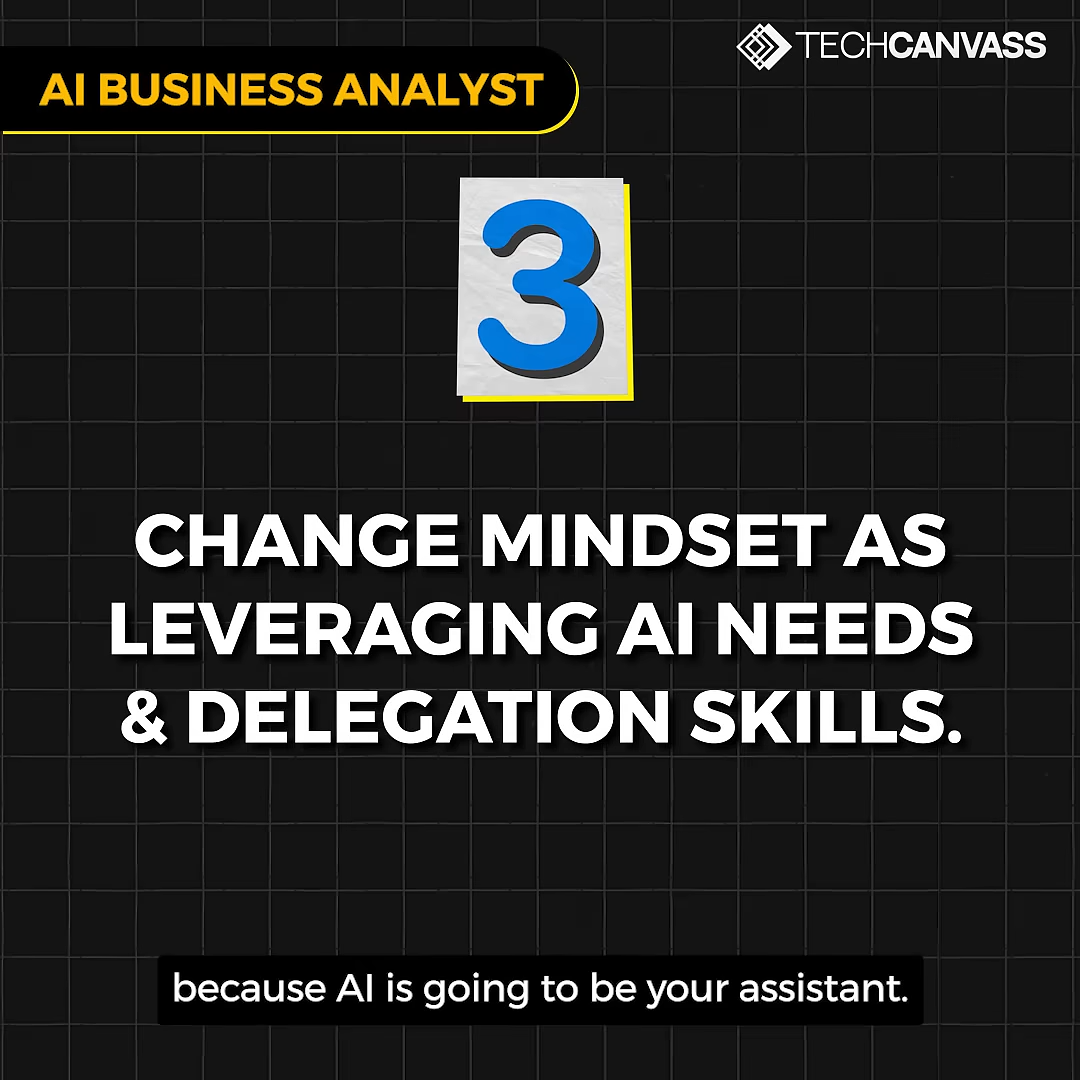 TECHCANVASS
AI BUSINESS ANALYST
3
CHANGE MINDSET AS
LEVERAGING AI NEEDS
& DELEGATION SKILLS.
because AI is going to be your assistant.